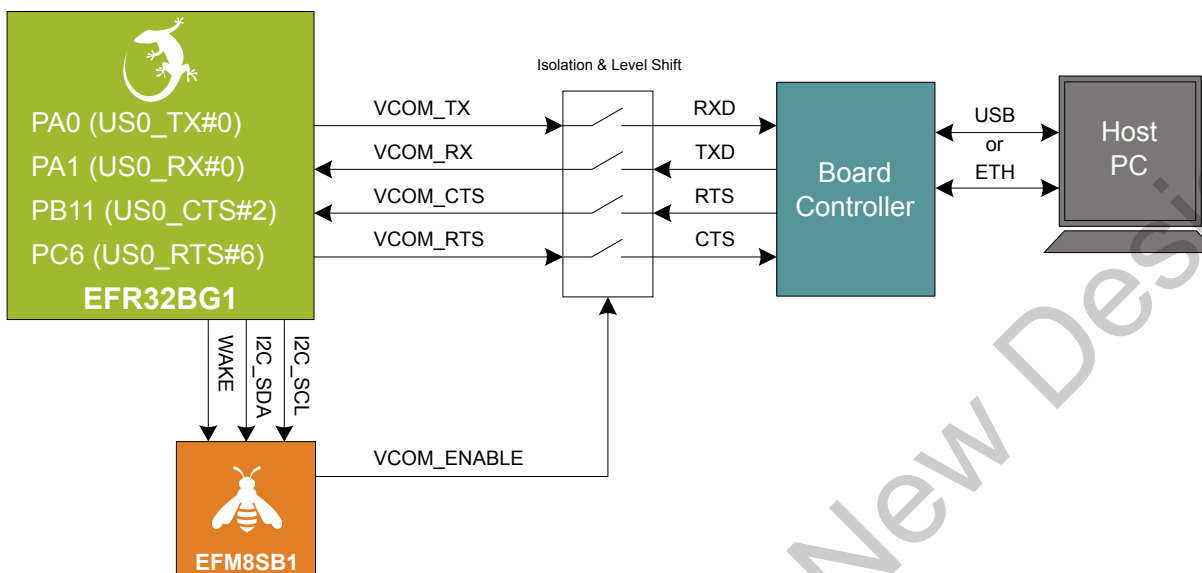 Isolation & Level Shift
PA0 (US0_TX#0)
PA1 (US0_RX#0)
PB11 (US0_CTS#2)
PC6 (US0_RTS#6)
EFR32BG1
VCOM_TX
VCOM_RX
VCOM_CTS
VCOM_RTS
RXD
TXD
RTS
CTS
Board
Controller
USB
or
ETH
Host
PC
WAKE
I2C_SDA
I2C_SCL
VCOM_ENABLE
EFM8SB1
New Desi